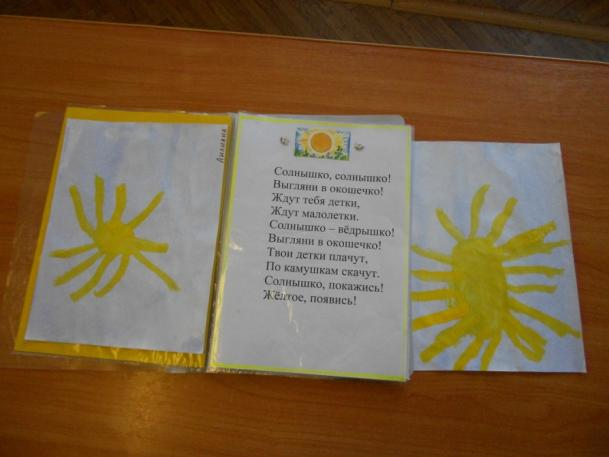 Лилиана
Солнышко, солнышко!
Выгляни в окошечко!
Ждут тебя детки,
Ждут малолетки.
Солнышко – вёдрышко!
Выгляни в окошечко!
Твои детки плачут,
По камушкам скачут.
Солнышко, покажись!
Жёлтое, появись!